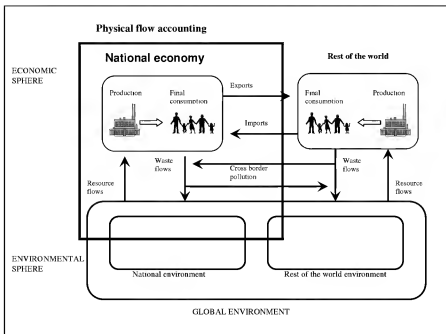 Physical flow accounting
National economy
Rest of the world
ECONOMIC
SPHERE
Production
Final
consumption
Exports
Imports
Final
consumption
Production
Resource
flows
Waste
flows
Cross border
pollution
Waste
flows
Resource
flows
ENVIRONMENTAL
SPHERE
National environment
Rest of the world environment
GLOBAL ENVIRONMENT